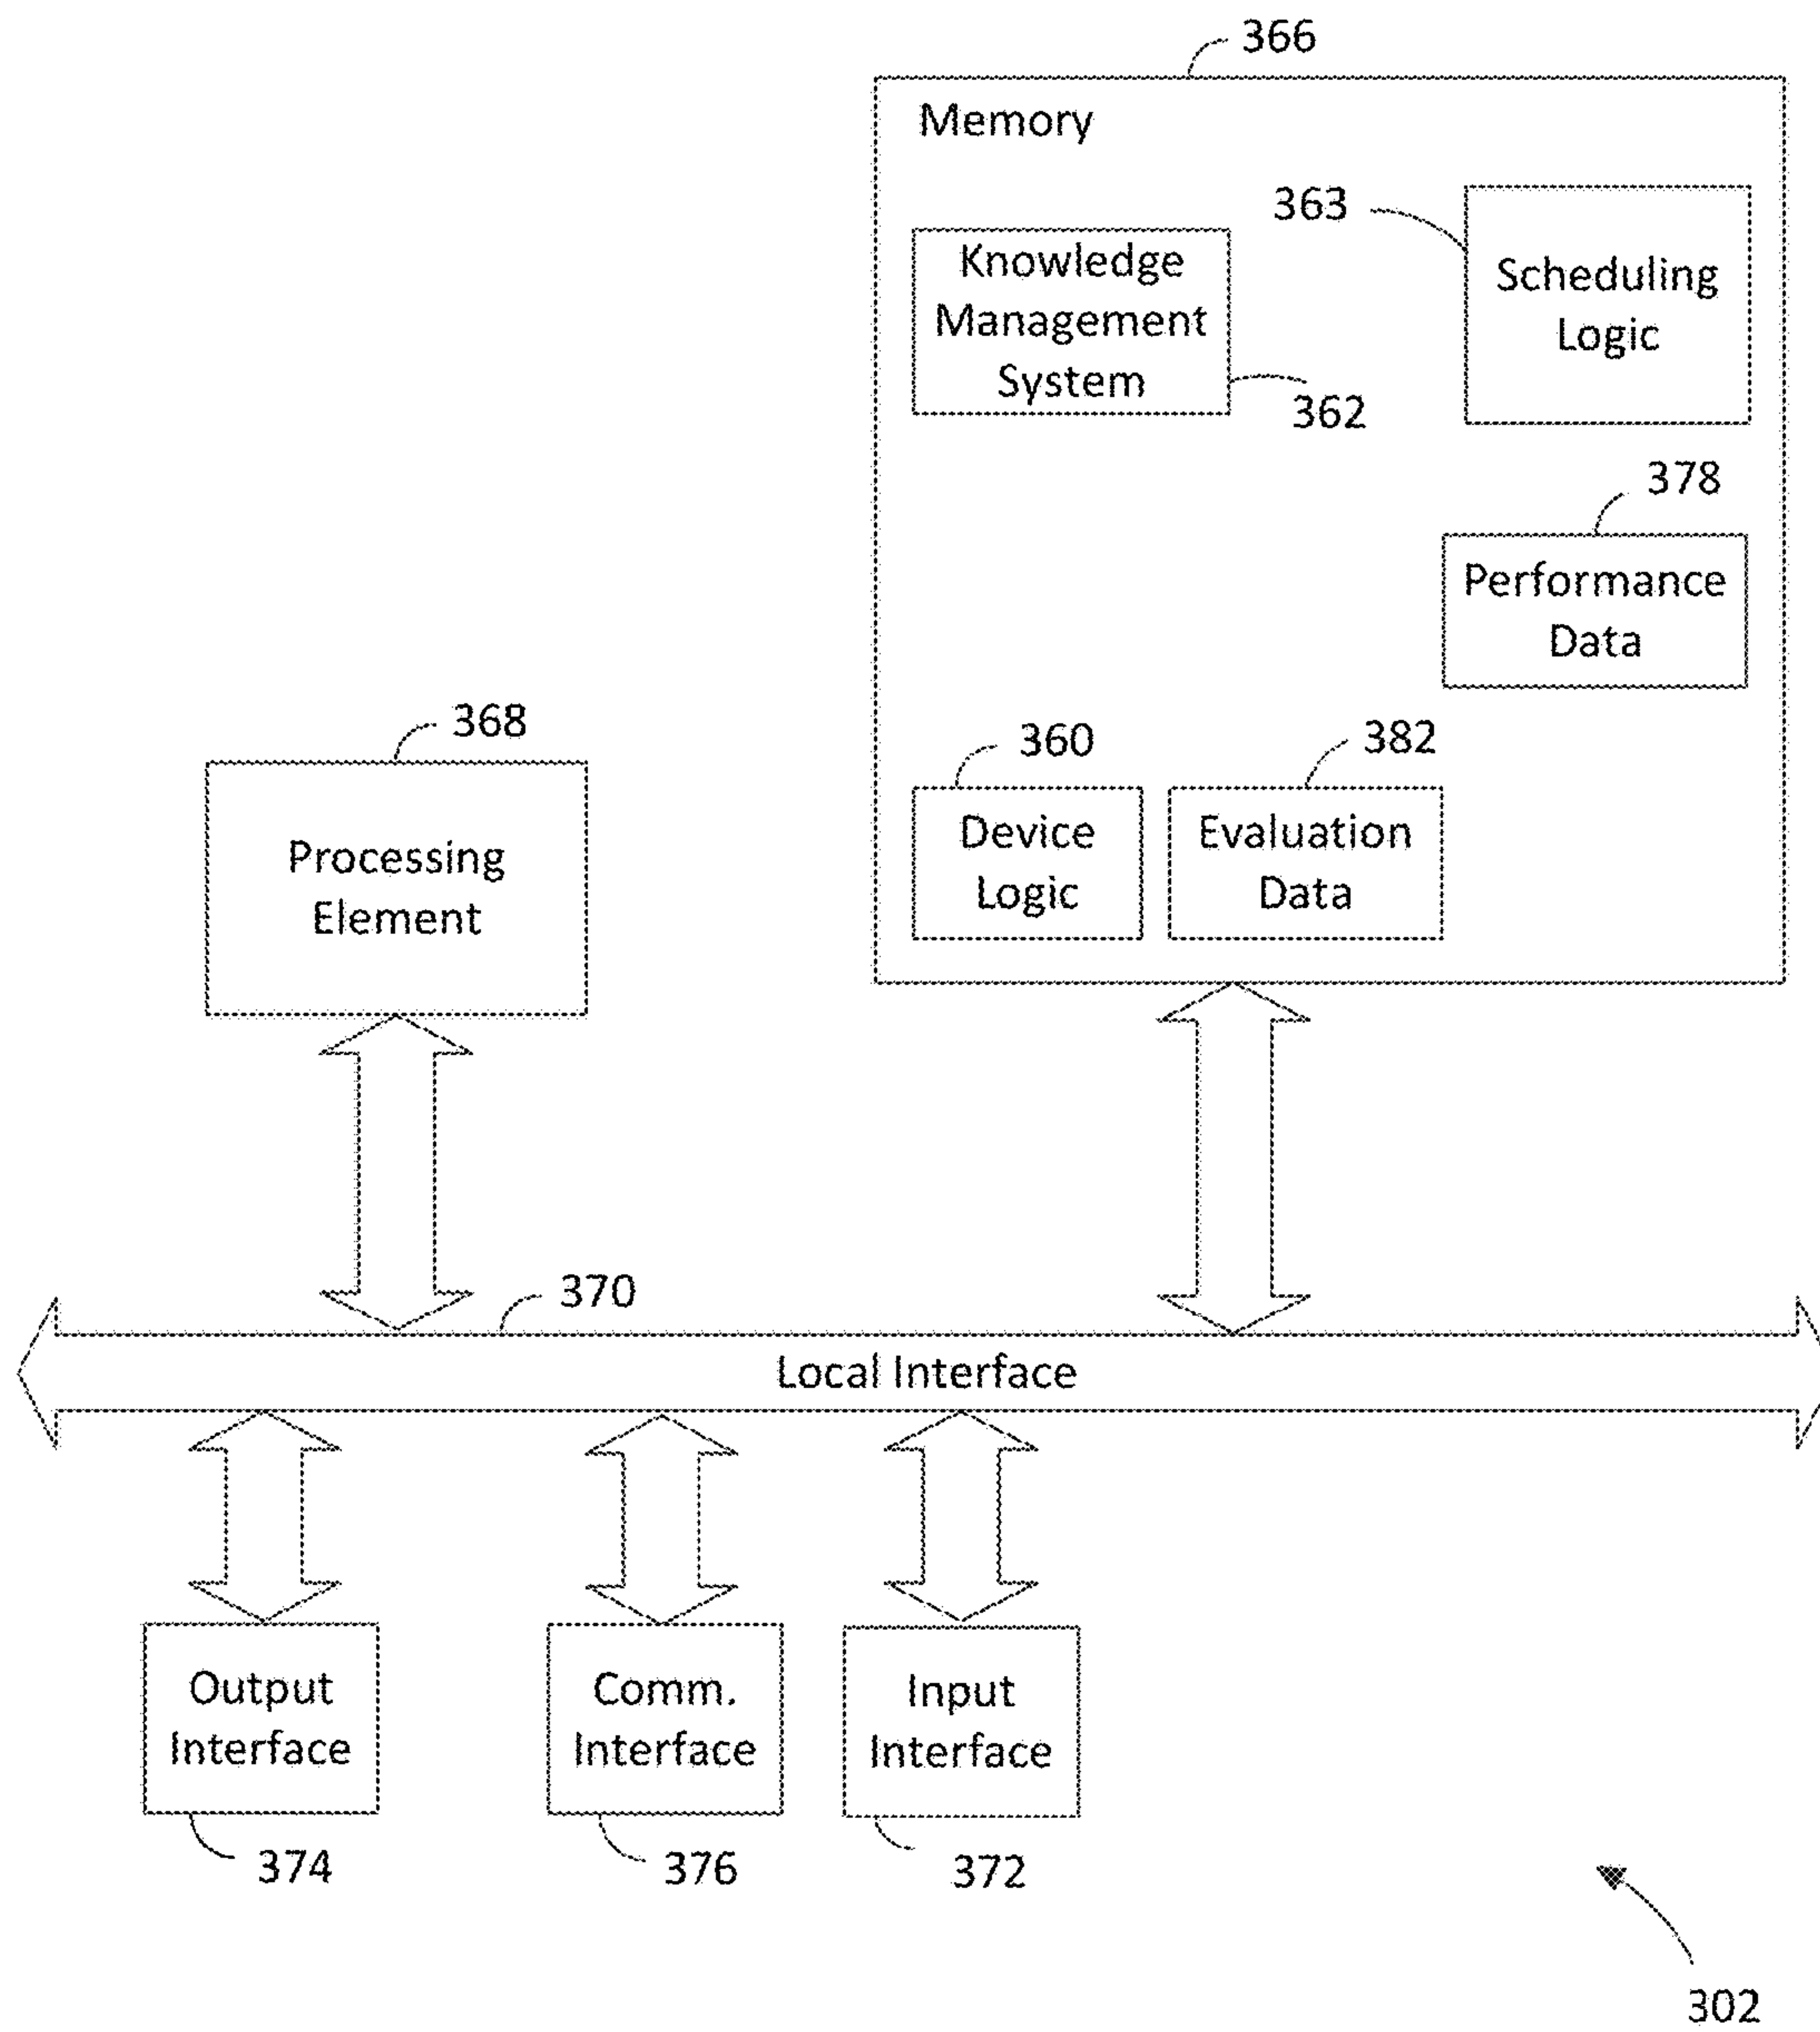 366
Memory
363
Knowledge
Management
System
362
Scheduling
Logic
378
Performance
Data
368
Processing
Element
360
Device
Logic
382
Evaluation
Data
370
Local Interface
Output
Interface
374
Comm.
Interface
376
Input
Interface
372
302